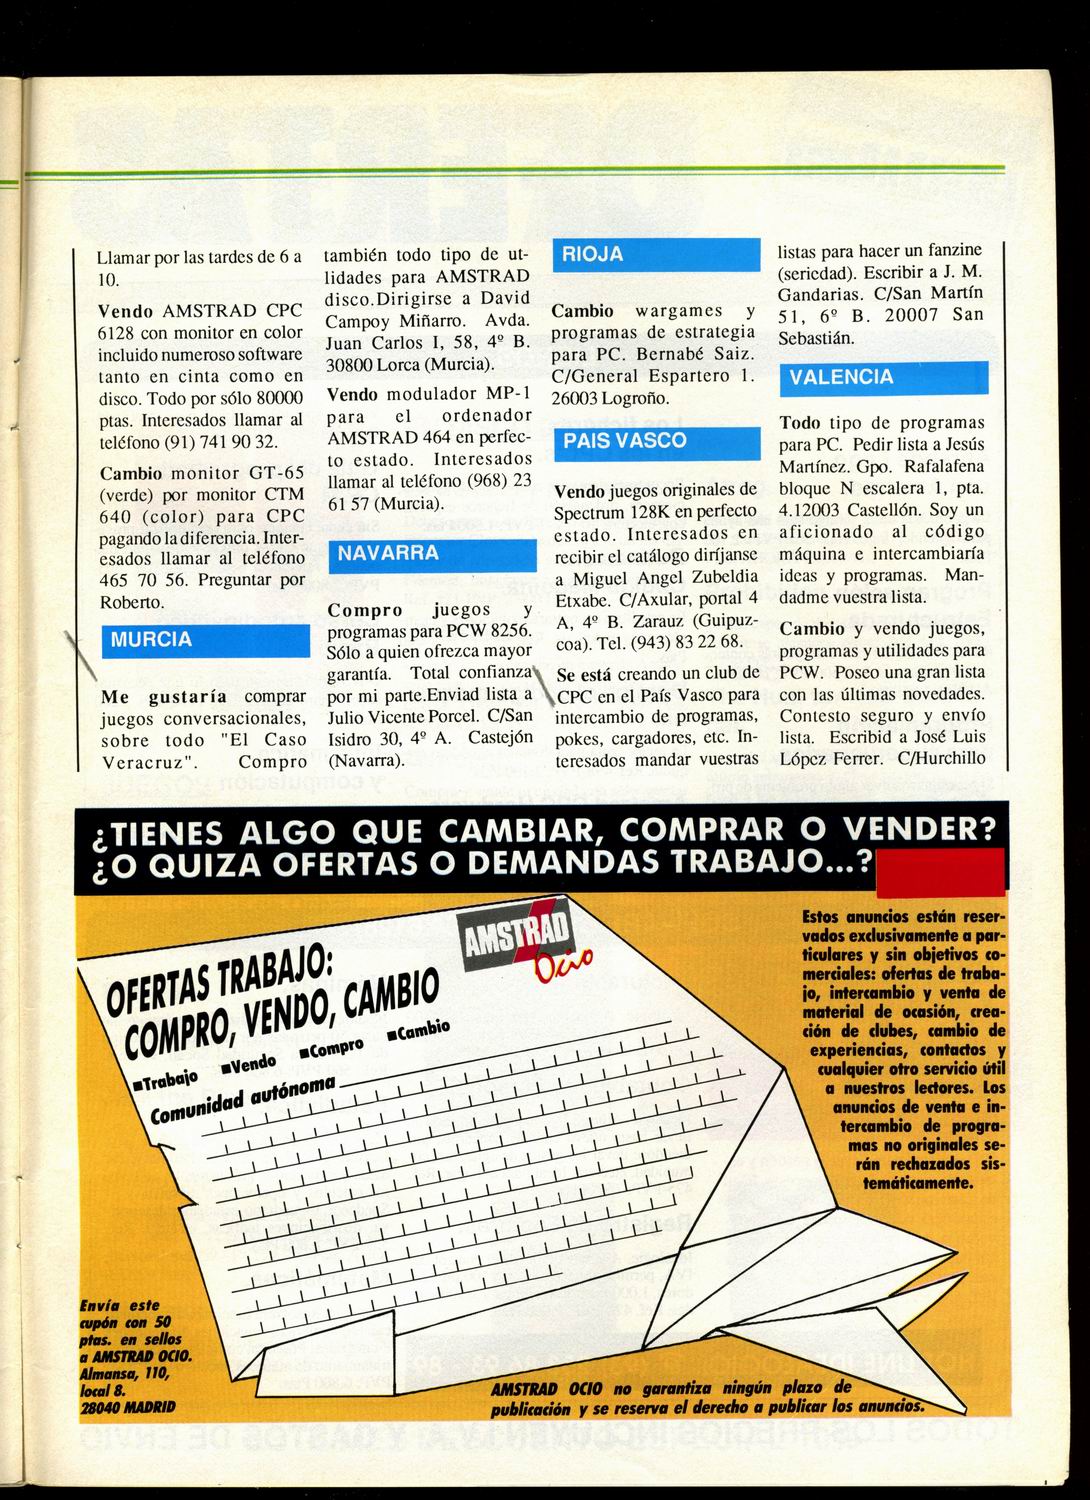 Llamar por las tardes de 6 a
10.
Vendo AMSTRAD CPC
6128 con monitor en color
incluido numeroso software
tanto en cinta como en
disco. Todo por sólo 80000
ptas. Interesados llamar al
teléfono (91) 741 90 32.
Cambio monitor GT-65
(verde) por monitor CTM
640 (color) para CPC
pagando la diferencia. Inter-
esados llamar al teléfono
465 70 56. Preguntar por
Roberto.
MURCIA
Me gustaría comprar
juegos conversacionales,
sobre todo "El Caso
Veracruz". Compro
también todo tipo de ut-
lidades para AMSTRAD
disco.Dirigirse a David
Campoy Miñarro. Avda.
Juan Carlos I, 58, 4º B.
30800 Lorca (Murcia).
Vendo modulador MP-1
para el ordenador
AMSTRAD 464 en perfec-
to estado. Interesados
llamar al teléfono (968) 23
61 57 (Murcia).
NAVARRA
Compro juegos y
programas para PCW 8256.
Sólo a quien ofrezca mayor
garantía. Total confianza
por mi parte.Enviad lista a
Julio Vicente Porcel. C/San
Isidro 30, 4º A. Castejón
(Navarra).
RIOJA
Cambio wargames y
programas de estrategia
para PC. Bernabé Saiz.
C/General Espartero 1.
26003 Logroño.
PAIS VASCO
Vendo juegos originales de
Spectrum 128K en perfecto
estado. Interesados en
recibir el catálogo diríjanse
a Miguel Angel Zubeldia
Etxabe. C/Axular, portal 4
A, 4º B. Zarauz (Guipuz-
coa). Tel. (943) 83 22 68.
Se está creando un club de
CPC en el País Vasco para
intercambio de programas,
pokes, cargadores, etc. In-
teresados mandar vuestras
listas para hacer un fanzine
(seriedad). Escribir a J. M.
Gandarias. C/San Martín
51, 6º B. 20007 San
Sebastián.
VALENCIA
Todo tipo de programas
para PC. Pedir lista a Jesús
Martínez. Gpo. Rafalafena
bloque N escalera 1, pta.
4.12003 Castellón. Soy un
aficionado al código
máquina e intercambiaría
ideas y programas. Man-
dadme vuestra lista.
Cambio y vendo juegos,
programas y utilidades para
PCW. Poseo una gran lista
con las últimas novedades.
Contesto seguro y envío
lista. Escribid a José Luis
López Ferrer. C/Hurchillo
¿TIENES ALGO QUE CAMBIAR, COMPRAR O VENDER?
¿O QUIZA OFERTAS O DEMANDAS TRABAJO...?
AMSTRAD
Ocio
OFERTAS TRABAJO:
COMPRO, VENDO, CAMBIO
■Trabajo ■Vendo ■Compro ■Cambio
Comunidad autónoma
Estos anuncios están reser-
vados exclusivamente a par-
ticulares y sin objetivos co-
merciales: ofertas de traba-
jo, intercambio y venta de
material de ocasión, crea-
ción de clubes, cambio de
experiencias, contactos y
cualquier otro servicio útil
a nuestros lectores. Los
anuncios de venta e in-
tercambio de progra-
mas no originales se-
rán rechazados sis-
temáticamente.
Envía este
cupón con 50
ptas. en sellos
a AMSTRAD OCIO.
Almansa, 110,
local 8.
28040 MADRID
AMSTRAD OCIO no garantiza ningún plazo de
publicación y se reserva el derecho a publicar los anuncios.